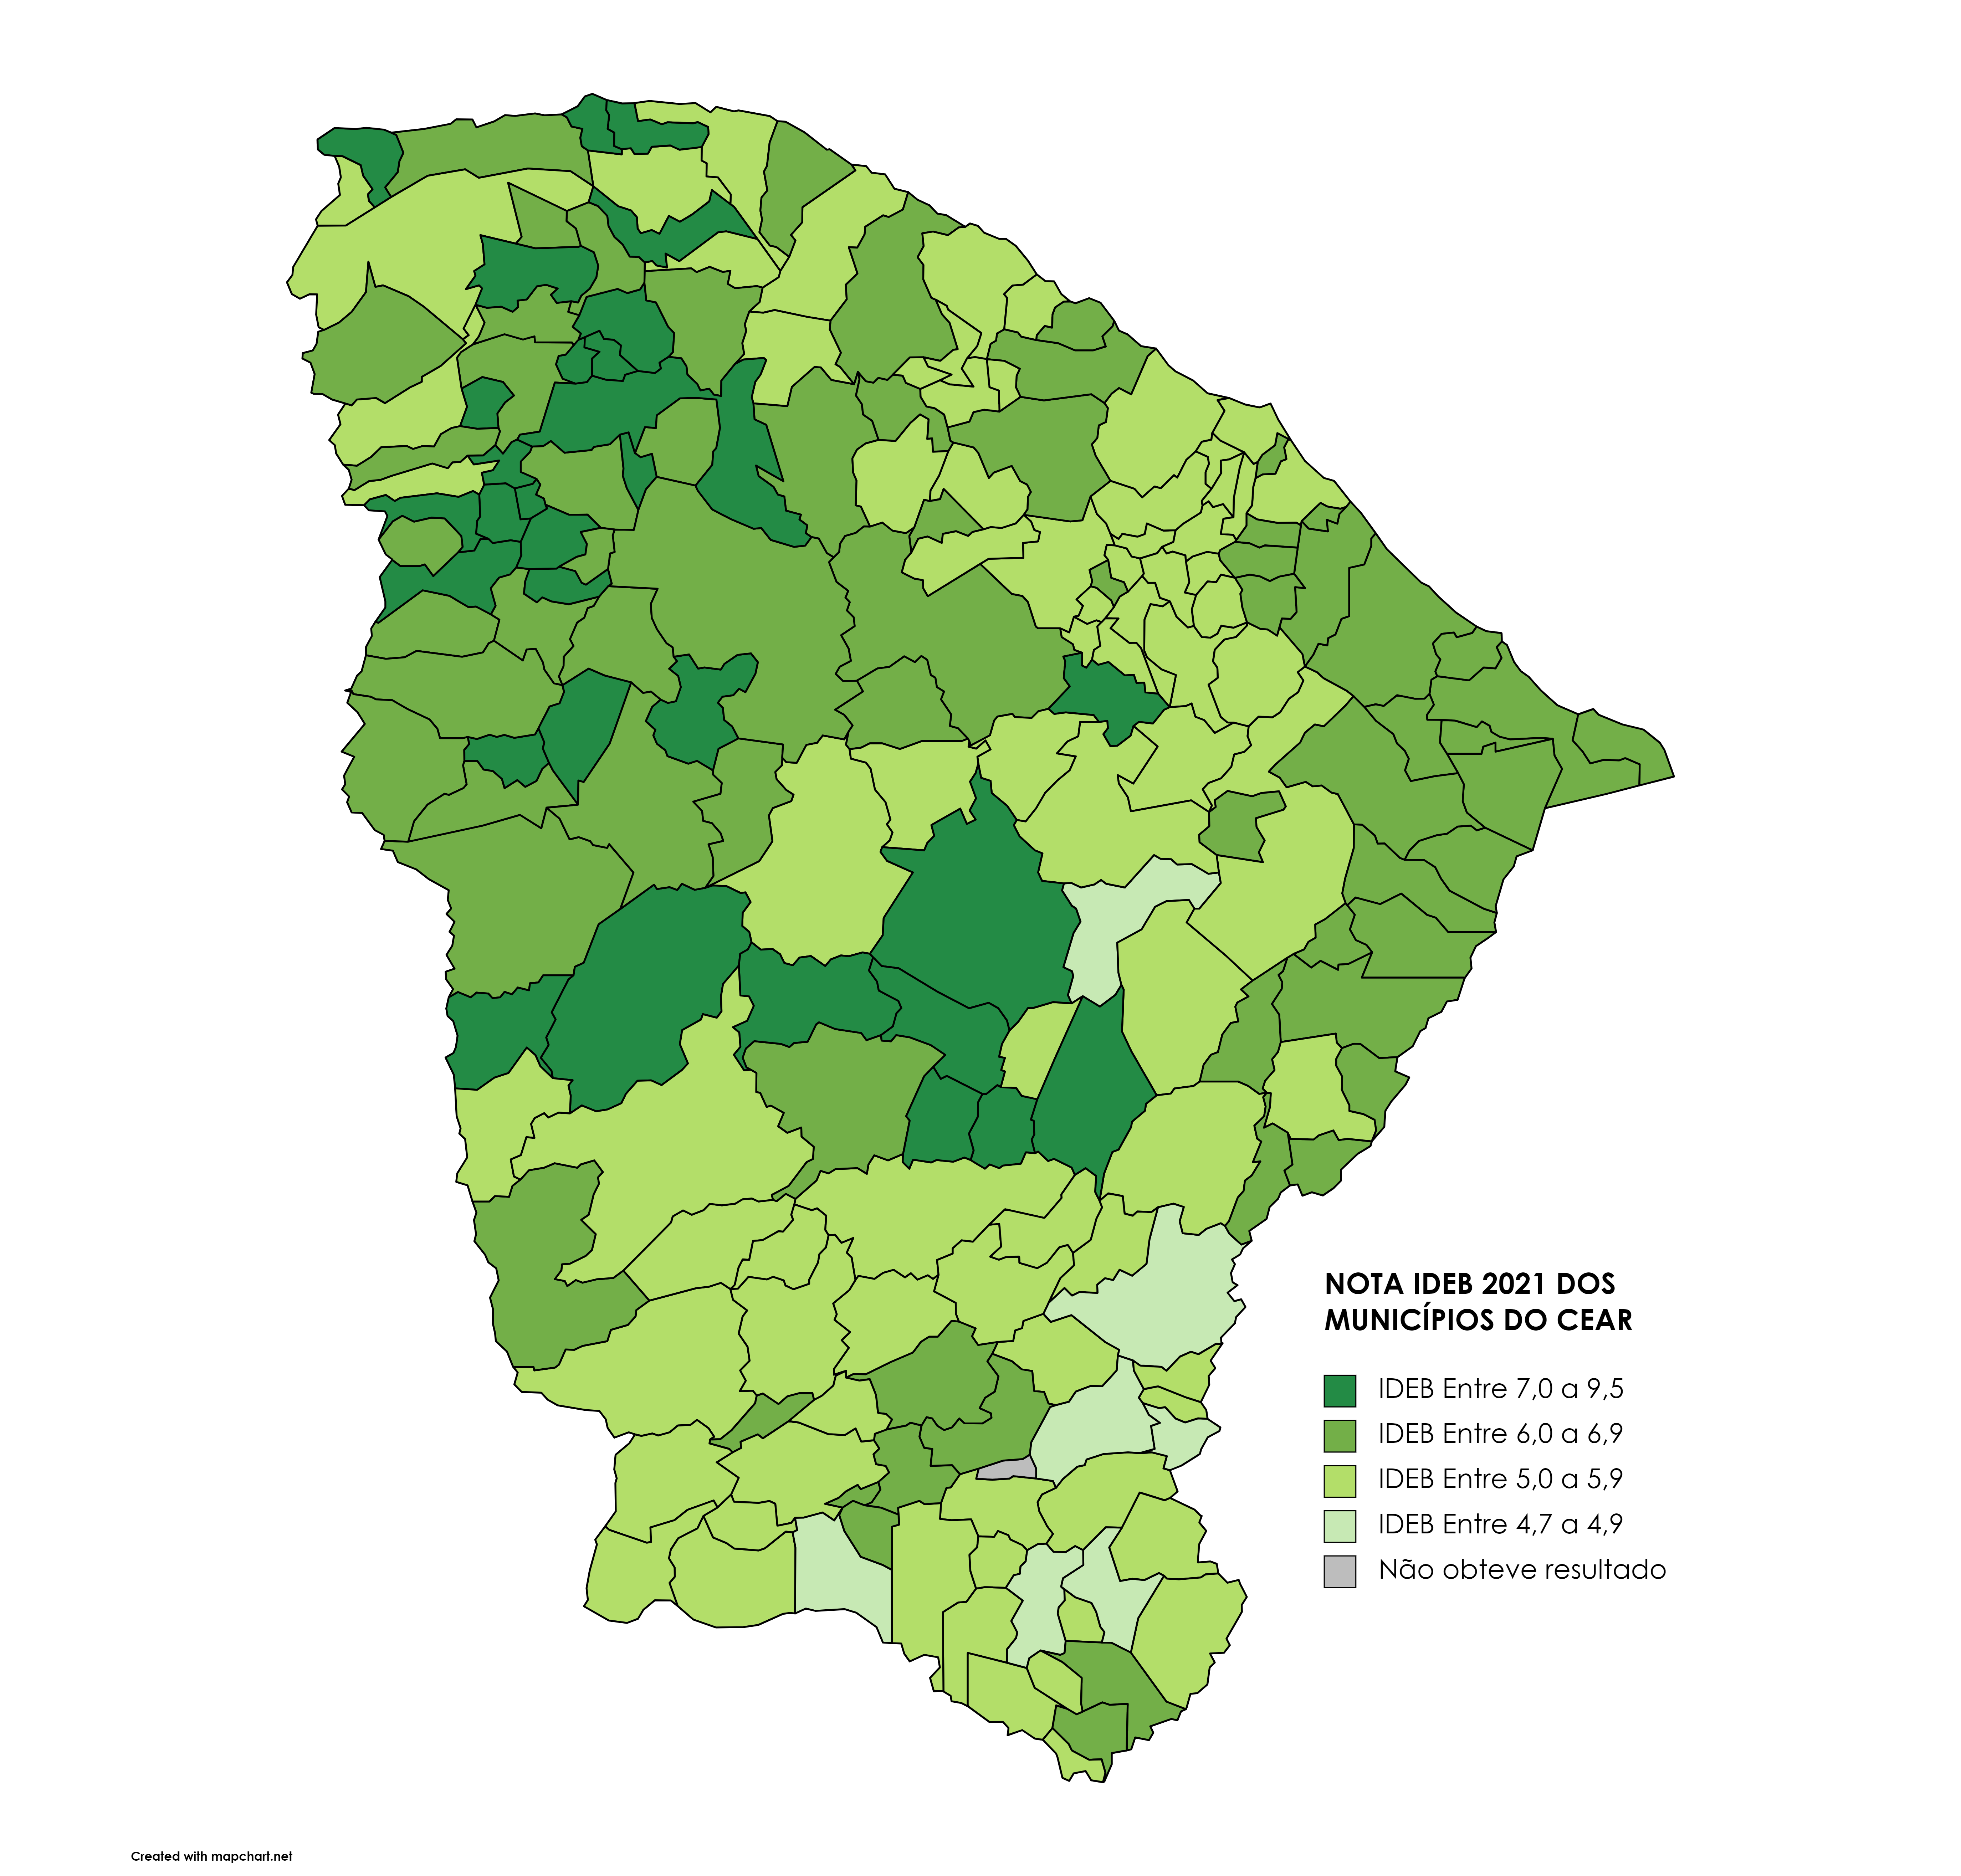 NOTA IDEB 2021 DOS
MUNICÍPIOS DO CEAR
IDEB Entre 7,0 a 9,5
IDEB Entre 6,0 a 6,9
IDEB Entre 5,0 a 5,9
IDEB Entre 4,7 a 4,9
Não obteve resultado
Created with mapchart.net